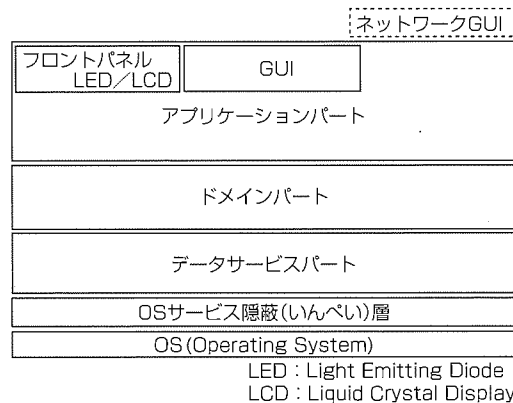 ネットワークGUI
フロントパネル
LED／LCD
GUI
アプリケーションパート
ドメインパート
データサービスパート
OSサービス隠蔽(いんぺい)層
OS(Operating System)
LED：Light Emitting Diode
LCD：Liquid Crystal Display